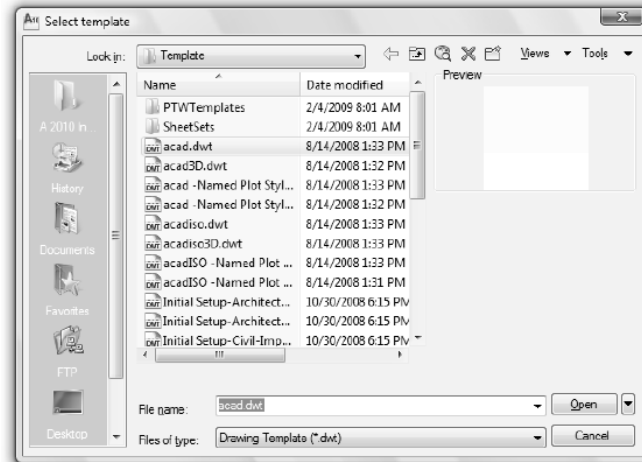 Select template
Look in: Template Views Tools
Name Date modified Preview
PTWTemplates 2/4/2009 8:01 AM
SheetSets 2/4/2009 8:01 AM
acad.dwt 8/14/2008 1:33 PM
acad3D.dwt 8/14/2008 1:32 PM
acad -Named Plot Styl... 8/14/2008 1:33 PM
acad -Named Plot Styl... 8/14/2008 1:32 PM
acadiso.dwt 8/14/2008 1:33 PM
acadiso3D.dwt 8/14/2008 1:33 PM
acadISO -Named Plot ... 8/14/2008 1:33 PM
acadISO -Named Plot ... 8/14/2008 1:31 PM
Initial Setup-Architect... 10/30/2008 6:15 PM
Initial Setup-Architect... 10/30/2008 6:15 PM
Initial Setup-Civil-Imp... 10/30/2008 6:15 PM
A 2010 In...
History
Documents
Favorites
FTP
Desktop
File name: acad.dwt Open
Files of type: Drawing Template (*.dwt) Cancel